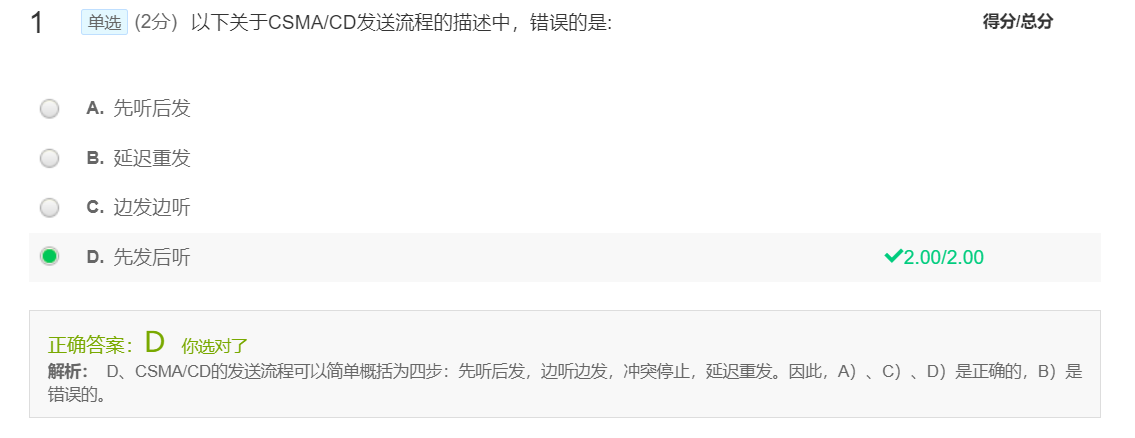 1 单选 (2分) 以下关于CSMA/CD发送流程的描述中，错误的是: 得分/总分
A. 先听后发
B. 延迟重发
C. 边发边听
D. 先发后听 2.00/2.00
正确答案：D 你选对了
解析： D、CSMA/CD的发送流程可以简单概括为四步：先听后发，边听边发，冲突停止，延迟重发。因此，A）、C）、D）是正确的，B）是
错误的。